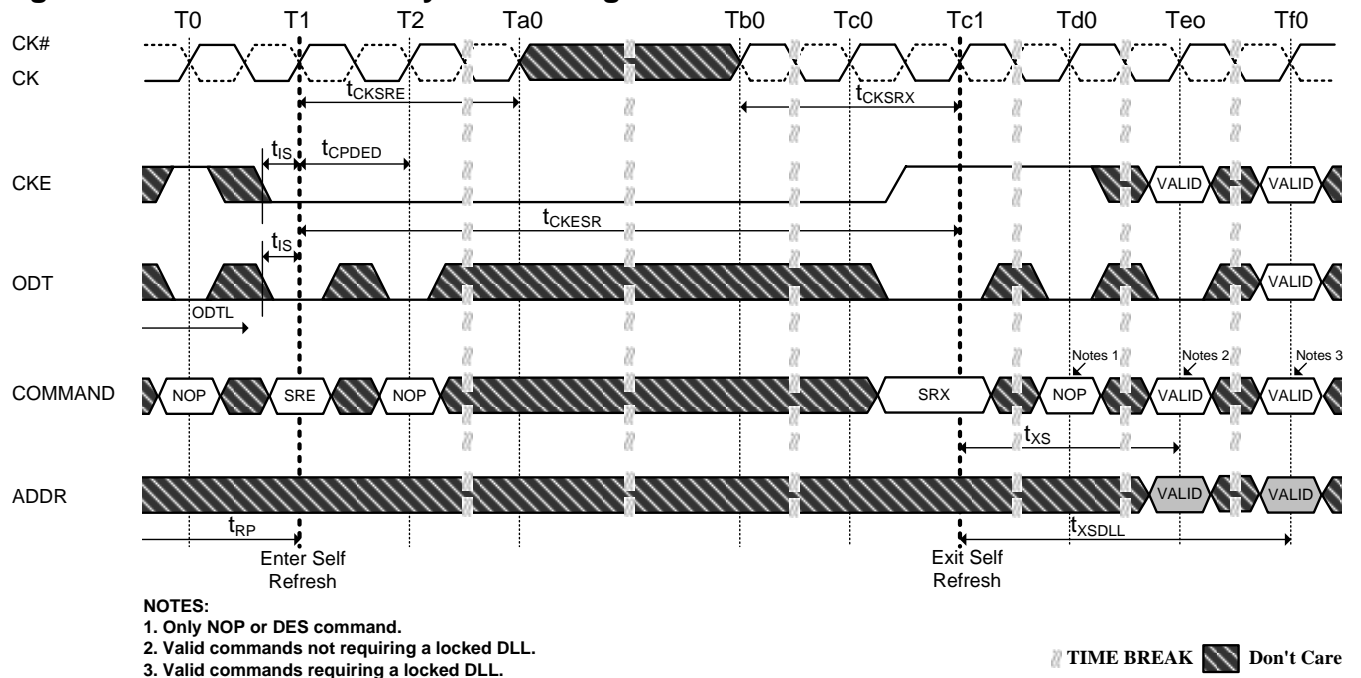 T0 T1 T2 Ta0 Tb0 Tc0 Tc1 Td0 Teo Tf0
CK#
CK
tCKSRE tCKSRX
tIS tCPDED
CKE VALID VALID
tCKESR
tIS
ODT VALID
ODTL
Notes 1 Notes 2 Notes 3
COMMAND NOP SRE NOP SRX NOP VALID VALID
tXS
ADDR VALID VALID
tRP tXSDLL
Enter Self
Refresh
Exit Self
Refresh
NOTES:
1. Only NOP or DES command.
2. Valid commands not requiring a locked DLL.
3. Valid commands requiring a locked DLL.
TIME BREAK Don't Care